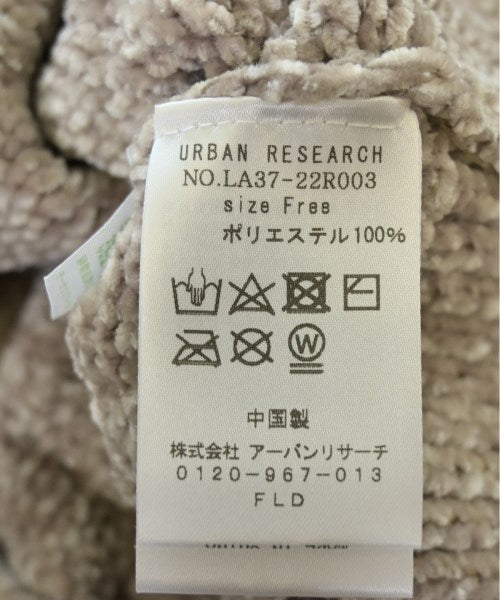 URBAN RESEARCH
NO.LA37-22R003
size Free
ポリエステル100%
W
中国製
株式会社 アーバンリサーチ
0120-967-013
FLD